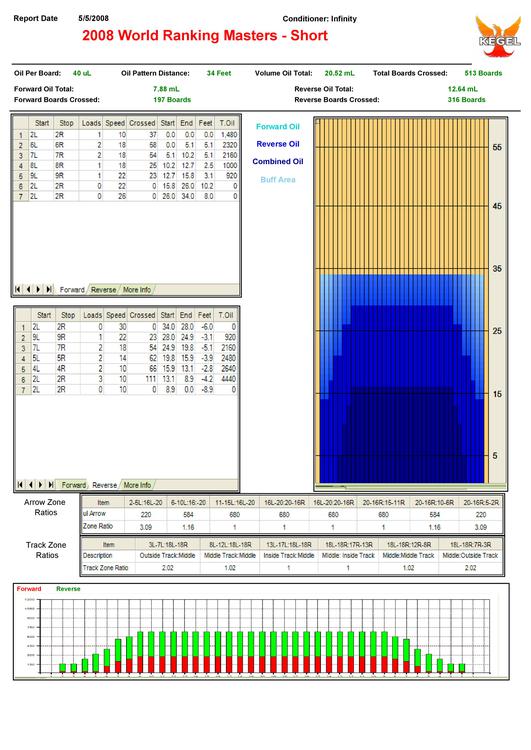 Report Date 5/5/2008 Conditioner: Infinity
2008 World Ranking Masters - Short
KEGEL
Oil Per Board: 40 uL Oil Pattern Distance: 34 Feet Volume Oil Total: 20.52 mL Total Boards Crossed: 513 Boards
Forward Oil Total: 7.88 mL Reverse Oil Total: 12.64 mL
Forward Boards Crossed: 197 Boards Reverse Boards Crossed: 316 Boards
Start Stop Loads Speed Crossed Start End Feet T.Oil
1 2L 2R 1 10 37 0.0 0.0 0.0 1,480
2 6L 6R 2 18 58 0.0 5.1 5.1 2320
3 7L 7R 2 18 54 5.1 10.2 5.1 2160
4 8L 8R 1 18 25 10.2 12.7 2.5 1000
5 9L 9R 1 22 23 12.7 15.8 3.1 920
6 2L 2R 0 22 0 15.8 26.0 10.2 0
7 2L 2R 0 26 0 26.0 34.0 8.0 0
Forward Reverse More Info
Forward Oil
Reverse Oil
Combined Oil
Buff Area
55
45
35
25
15
5
Start Stop Loads Speed Crossed Start End Feet T.Oil
1 2L 2R 0 30 0 34.0 28.0 -6.0 0
2 9L 9R 1 22 23 28.0 24.9 -3.1 920
3 7L 7R 2 18 54 24.9 19.8 -5.1 2160
4 5L 5R 2 14 62 19.8 15.9 -3.9 2480
5 4L 4R 2 10 66 15.9 13.1 -2.8 2640
6 2L 2R 3 10 111 13.1 8.9 -4.2 4440
7 2L 2R 0 10 0 8.9 0.0 -8.9 0
Forward Reverse More Info
Arrow Zone Ratios
Item 2-5L:16L-20 6-10L:16-20 11-15L:16L-20 16L-20:20-16R 16L-20:20-16R 20-16R:15-11R 20-16R:10-6R 20-16R:5-2R
ul Arrow 220 584 680 680 680 680 584 220
Zone Ratio 3.09 1.16 1 1 1 1 1.16 3.09
Track Zone Ratios
Item 3L-7L:18L-18R 8L-12L:18L-18R 13L-17L:18L-18R 18L-18R:17R-13R 18L-18R:12R-8R 18L-18R:7R-3R
Description Outside Track:Middle Middle Track:Middle Inside Track:Middle Middle: Inside Track Middle:Middle Track Middle:Outside Track
Track Zone Ratio 2.02 1.02 1 1 1.02 2.02
Forward Reverse